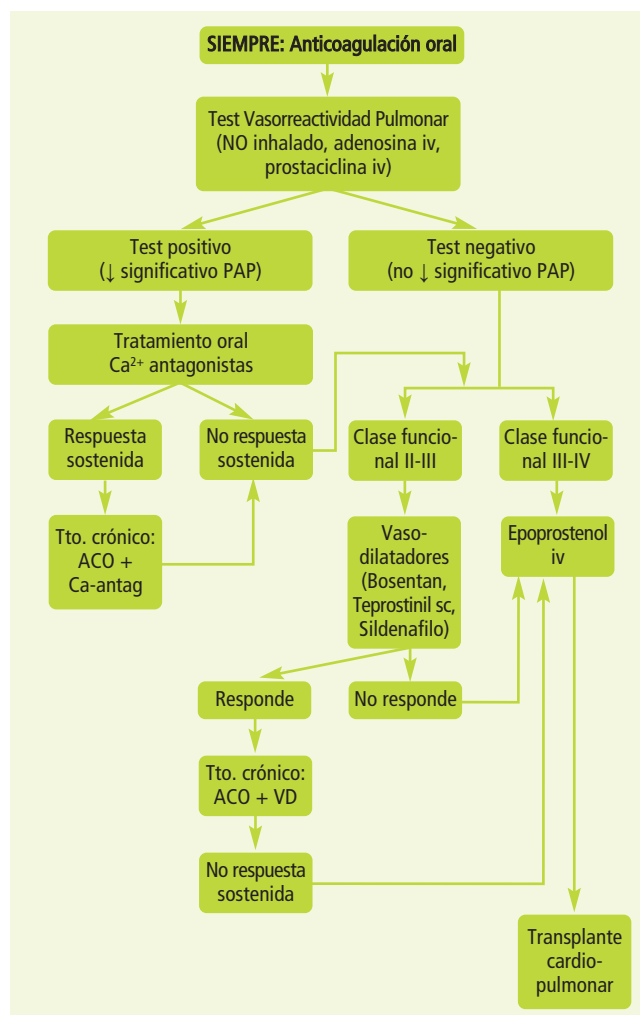 SIEMPRE: Anticoagulación oral
Test Vasorreactividad Pulmonar
(NO inhalado, adenosina iv,
prostaciclina iv)
Test positivo
(↓ significativo PAP)
Test negativo
(no ↓ significativo PAP)
Tratamiento oral
Ca²⁺ antagonistas
Respuesta
sostenida
No respuesta
sostenida
Clase funcio-
nal II-III
Clase funcio-
nal III-IV
Tto. crónico:
ACO +
Ca-antag
Vaso-
dilatadores
(Bosentan,
Teprostinil sc,
Sildenafilo)
Epoprostenol
iv
Responde
No responde
Tto. crónico:
ACO + VD
No respuesta
sostenida
Transplante
cardio-
pulmonar